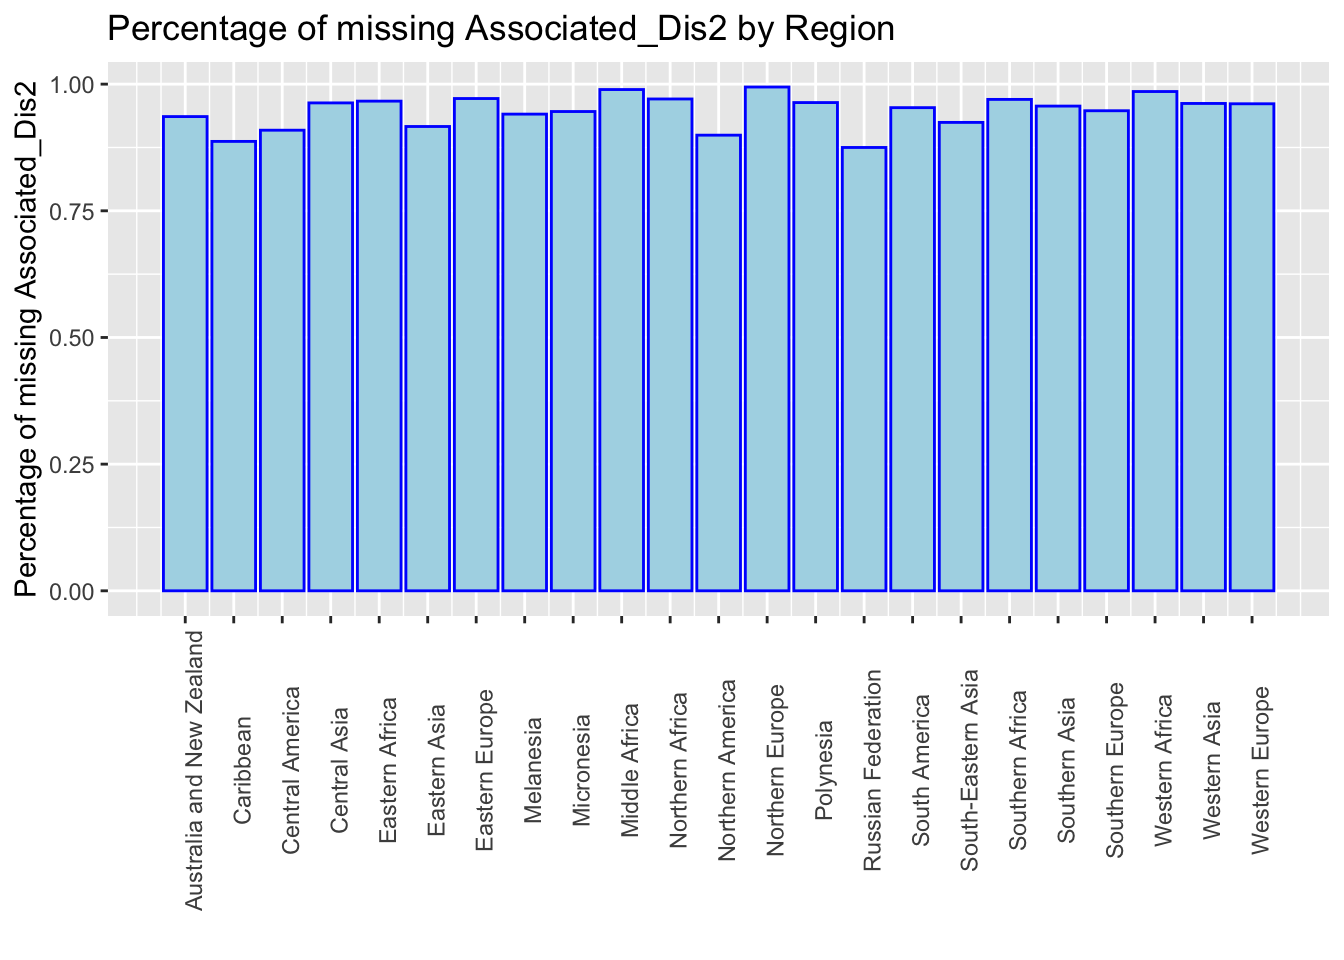 Percentage of missing Associated_Dis2 by Region
Percentage of missing Associated_Dis2
1.00
0.75
0.50
0.25
0.00
Australia and New Zealand
Caribbean
Central America
Central Asia
Eastern Africa
Eastern Asia
Eastern Europe
Melanesia
Micronesia
Middle Africa
Northern Africa
Northern America
Northern Europe
Polynesia
Russian Federation
South America
South-Eastern Asia
Southern Africa
Southern Asia
Southern Europe
Western Africa
Western Asia
Western Europe